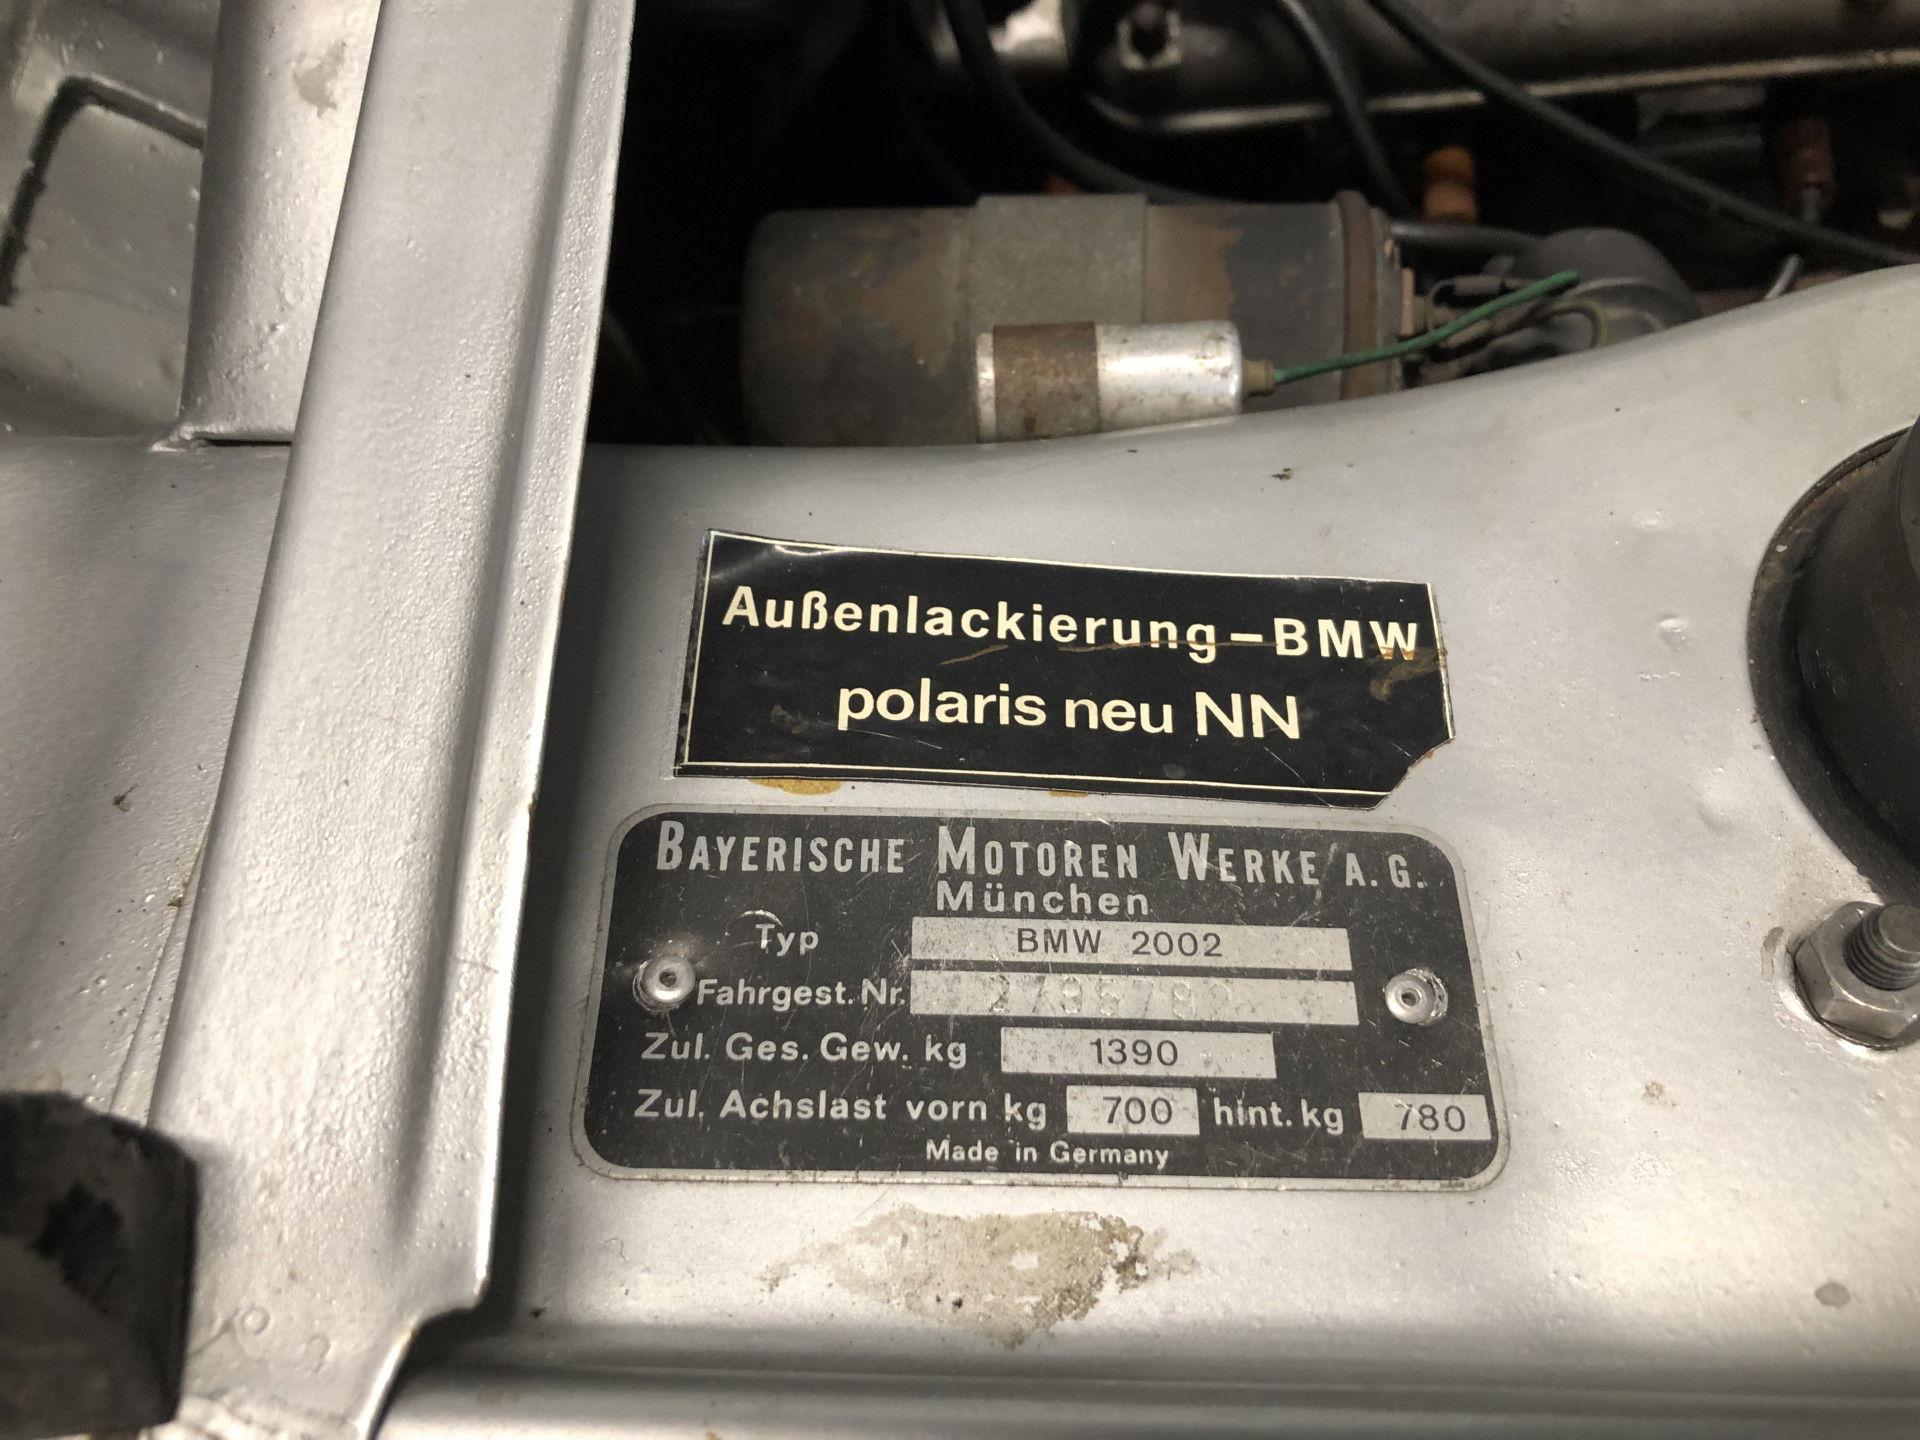 Außenlackierung–BMW
polaris neu NN
BAYERISCHE MOTOREN WERKE A.G.
München
Typ BMW 2002
Fahrgest. Nr.
Zul. Ges. Gew. kg 1390
Zul. Achslast vorn kg 700 hint. kg 780
Made in Germany